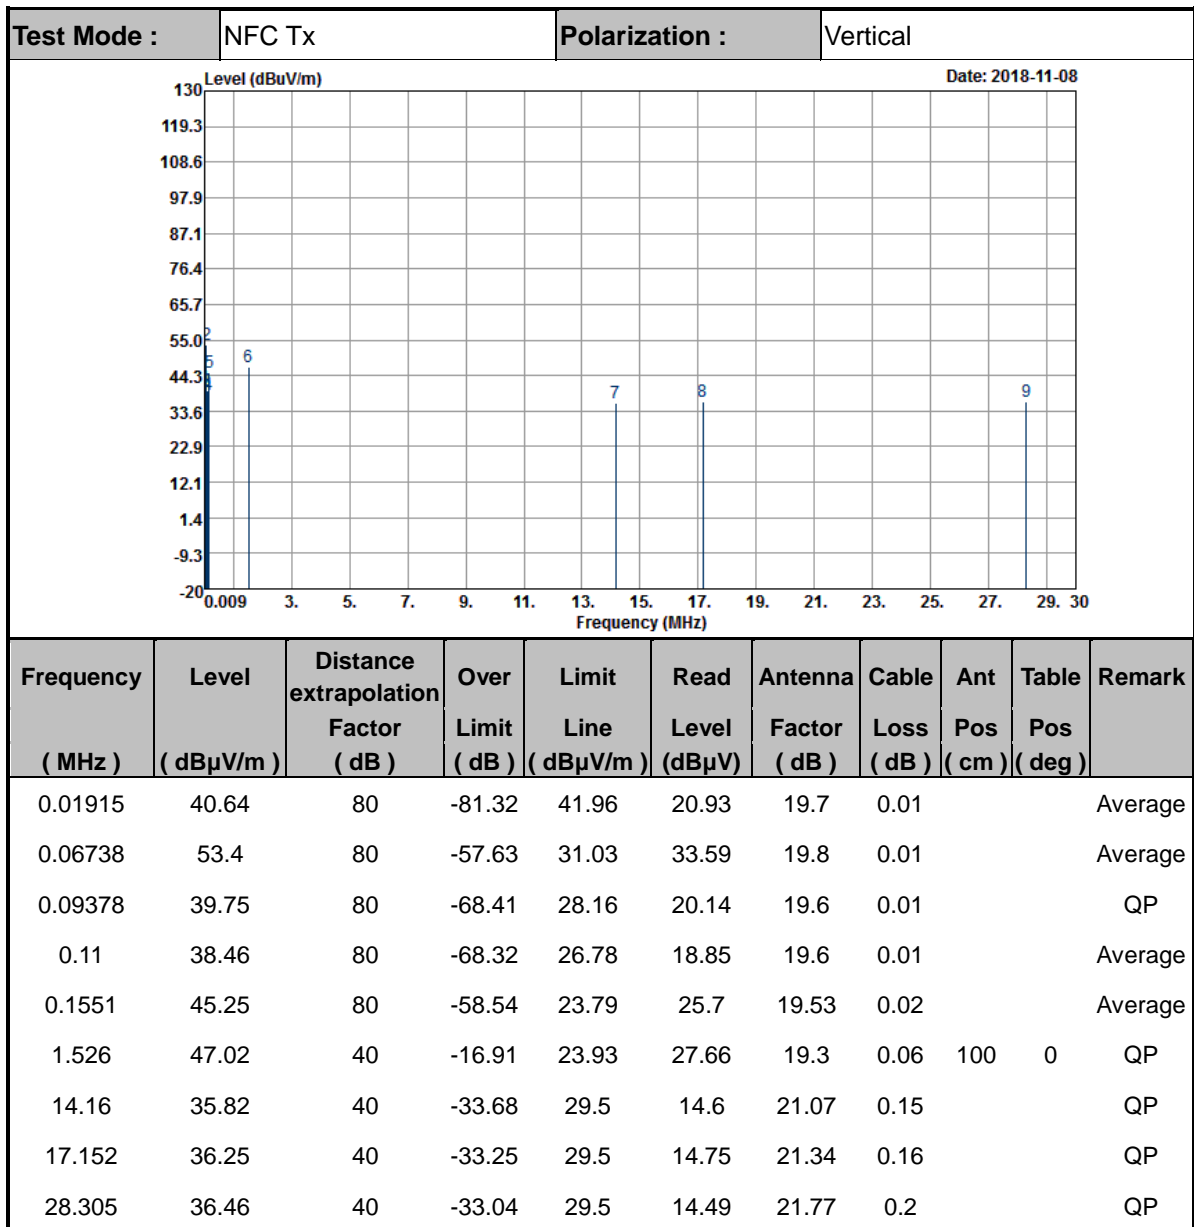 Test Mode : NFC Tx Polarization : Vertical
Level (dBuV/m) Date: 2018-11-08
130
119.3
108.6
97.9
87.1
76.4
65.7
55.0
44.3
33.6
22.9
12.1
1.4
-9.3
-20
2
5
4
6
7
8
9
0.009 3. 5. 7. 9. 11. 13. 15. 17. 19. 21. 23. 25. 27. 29. 30
Frequency (MHz)
Frequency Level Distance extrapolation Over Limit Read Antenna Cable Ant Table Remark
Factor Limit Line Level Factor Loss Pos Pos
( MHz ) ( dBμV/m ) ( dB ) ( dB ) ( dBμV/m ) (dBμV) ( dB ) ( dB ) ( cm ) ( deg )
0.01915 40.64 80 -81.32 41.96 20.93 19.7 0.01 Average
0.06738 53.4 80 -57.63 31.03 33.59 19.8 0.01 Average
0.09378 39.75 80 -68.41 28.16 20.14 19.6 0.01 QP
0.11 38.46 80 -68.32 26.78 18.85 19.6 0.01 Average
0.1551 45.25 80 -58.54 23.79 25.7 19.53 0.02 Average
1.526 47.02 40 -16.91 23.93 27.66 19.3 0.06 100 0 QP
14.16 35.82 40 -33.68 29.5 14.6 21.07 0.15 QP
17.152 36.25 40 -33.25 29.5 14.75 21.34 0.16 QP
28.305 36.46 40 -33.04 29.5 14.49 21.77 0.2 QP